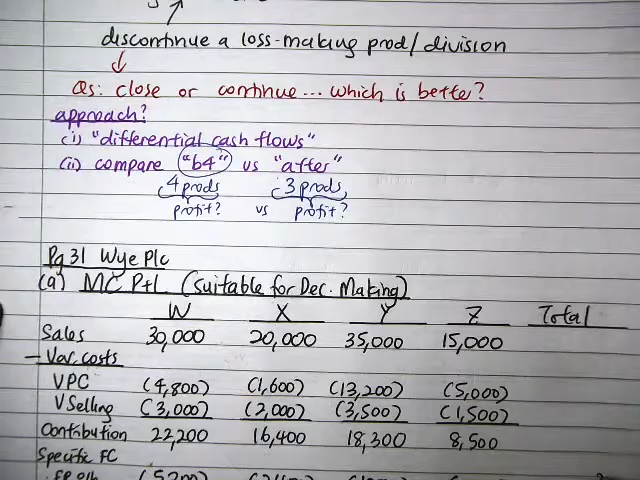 discontinue a loss-making prod/division
Qs: close or continue... which is better?
approach?
(i) "differential cash flows"
(ii) compare "b4" vs "after"
4 prods 3 prods
profit? vs profit?
Pg 31 Wye Plc
(a) MC P+L (Suitable for Dec. Making)
W X Y Z Total
Sales 30,000 20,000 35,000 15,000
- Var costs
VPC (4,800) (1,600) (13,200) (5,000)
V Selling (3,000) (2,000) (3,500) (1,500)
Contribution 22,200 16,400 18,300 8,500
Specific FC